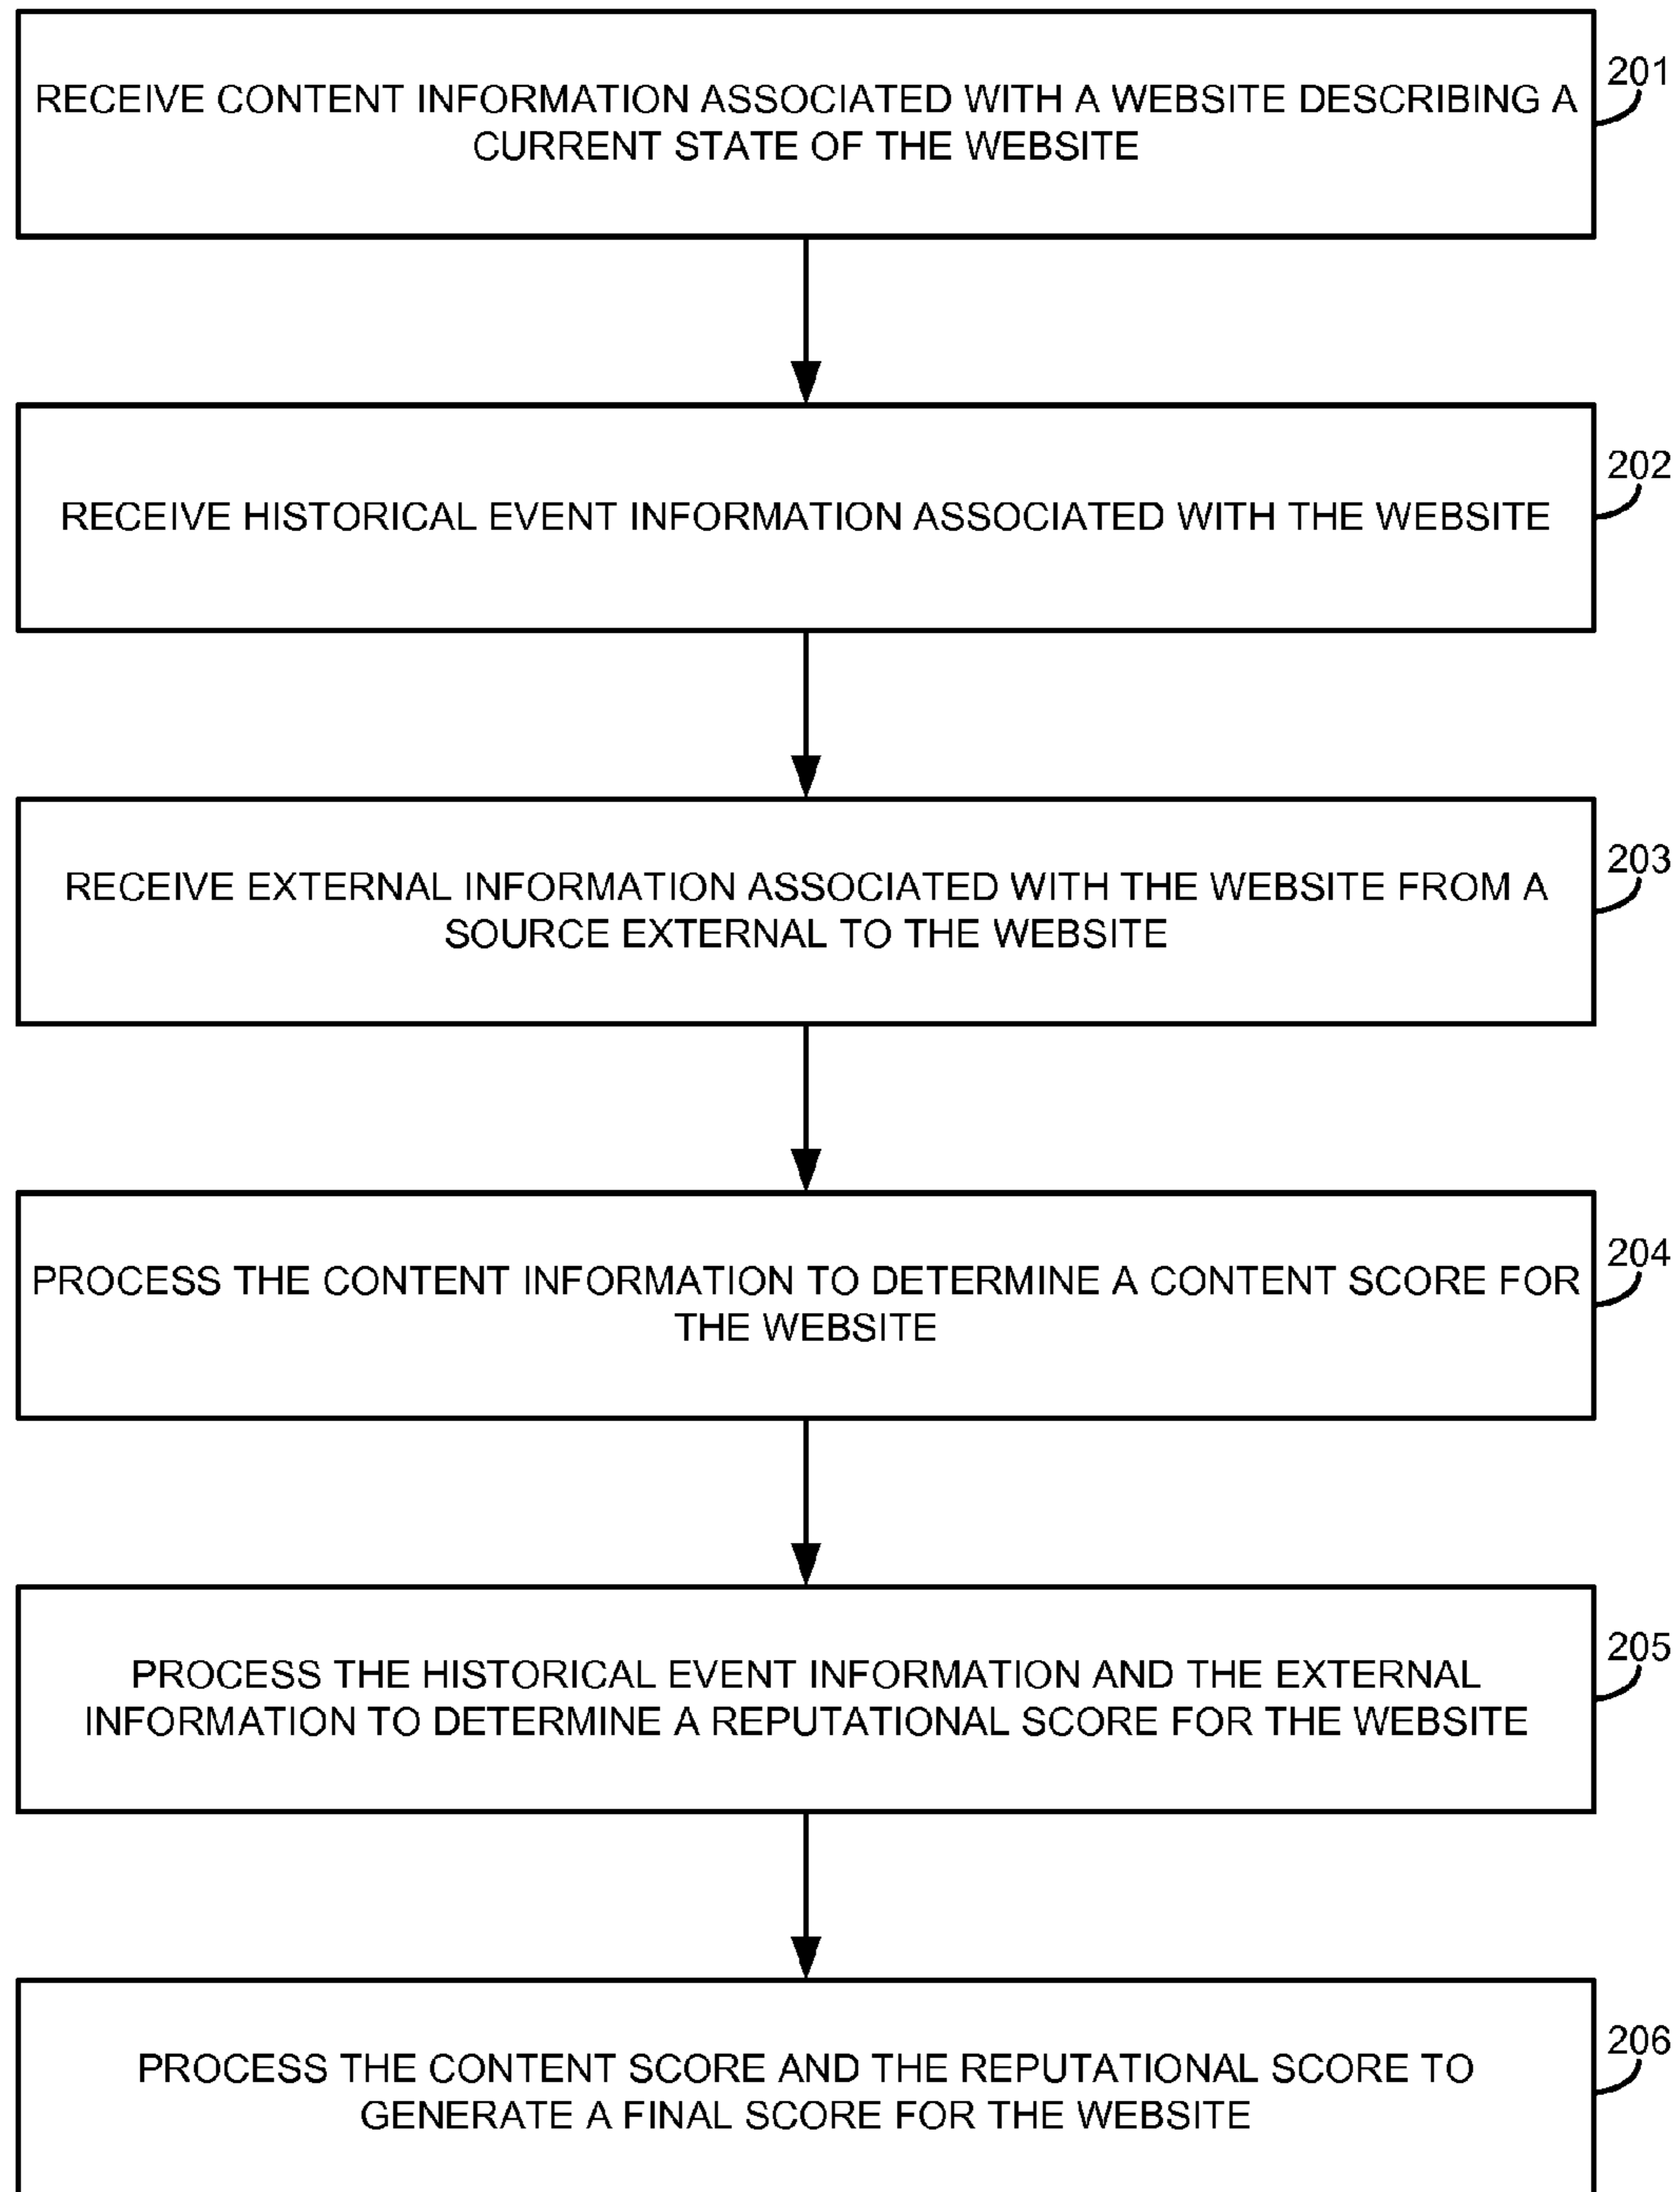 RECEIVE CONTENT INFORMATION ASSOCIATED WITH A WEBSITE DESCRIBING A
CURRENT STATE OF THE WEBSITE
201
RECEIVE HISTORICAL EVENT INFORMATION ASSOCIATED WITH THE WEBSITE
202
RECEIVE EXTERNAL INFORMATION ASSOCIATED WITH THE WEBSITE FROM A
SOURCE EXTERNAL TO THE WEBSITE
203
PROCESS THE CONTENT INFORMATION TO DETERMINE A CONTENT SCORE FOR
THE WEBSITE
204
PROCESS THE HISTORICAL EVENT INFORMATION AND THE EXTERNAL
INFORMATION TO DETERMINE A REPUTATIONAL SCORE FOR THE WEBSITE
205
PROCESS THE CONTENT SCORE AND THE REPUTATIONAL SCORE TO
GENERATE A FINAL SCORE FOR THE WEBSITE
206